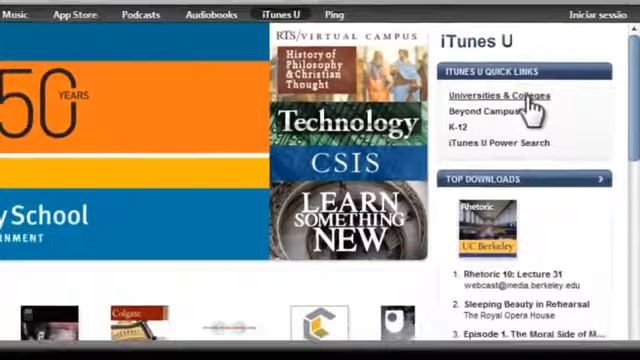 Music App Store Podcasts Audiobooks iTunes U Ping Iniciar sessão
50 YEARS
y School
ERNMENT
RTS/VIRTUAL CAMPUS
History of
Philosophy
& Christian
Thought
Technology
CSIS
LEARN
SOMETHING
NEW
iTunes U
ITUNES U QUICK LINKS
Universities & Colleges
Beyond Campus
K-12
iTunes U Power Search
TOP DOWNLOADS
Rhetoric
UC Berkeley
1. Rhetoric 10: Lecture 31
webcast@media.berkeley.edu
2. Sleeping Beauty in Rehearsal
The Royal Opera House
3. Episode 1. The Moral Side of M...
Colgate